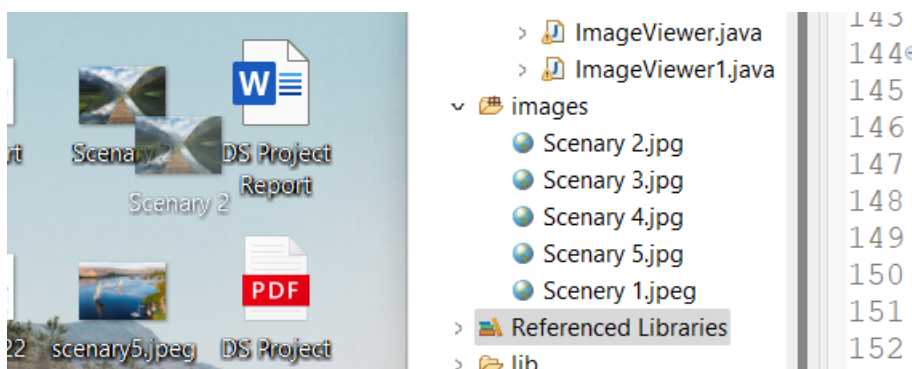 Scenary 2
DS Project
Report
Scenary 2
PDF
22
scenary5.jpeg
DS Project
ImageViewer.java
ImageViewer1.java
images
Scenary 2.jpg
Scenary 3.jpg
Scenary 4.jpg
Scenary 5.jpg
Scenery 1.jpeg
Referenced Libraries
lib
143
144
145
146
147
148
149
150
151
152